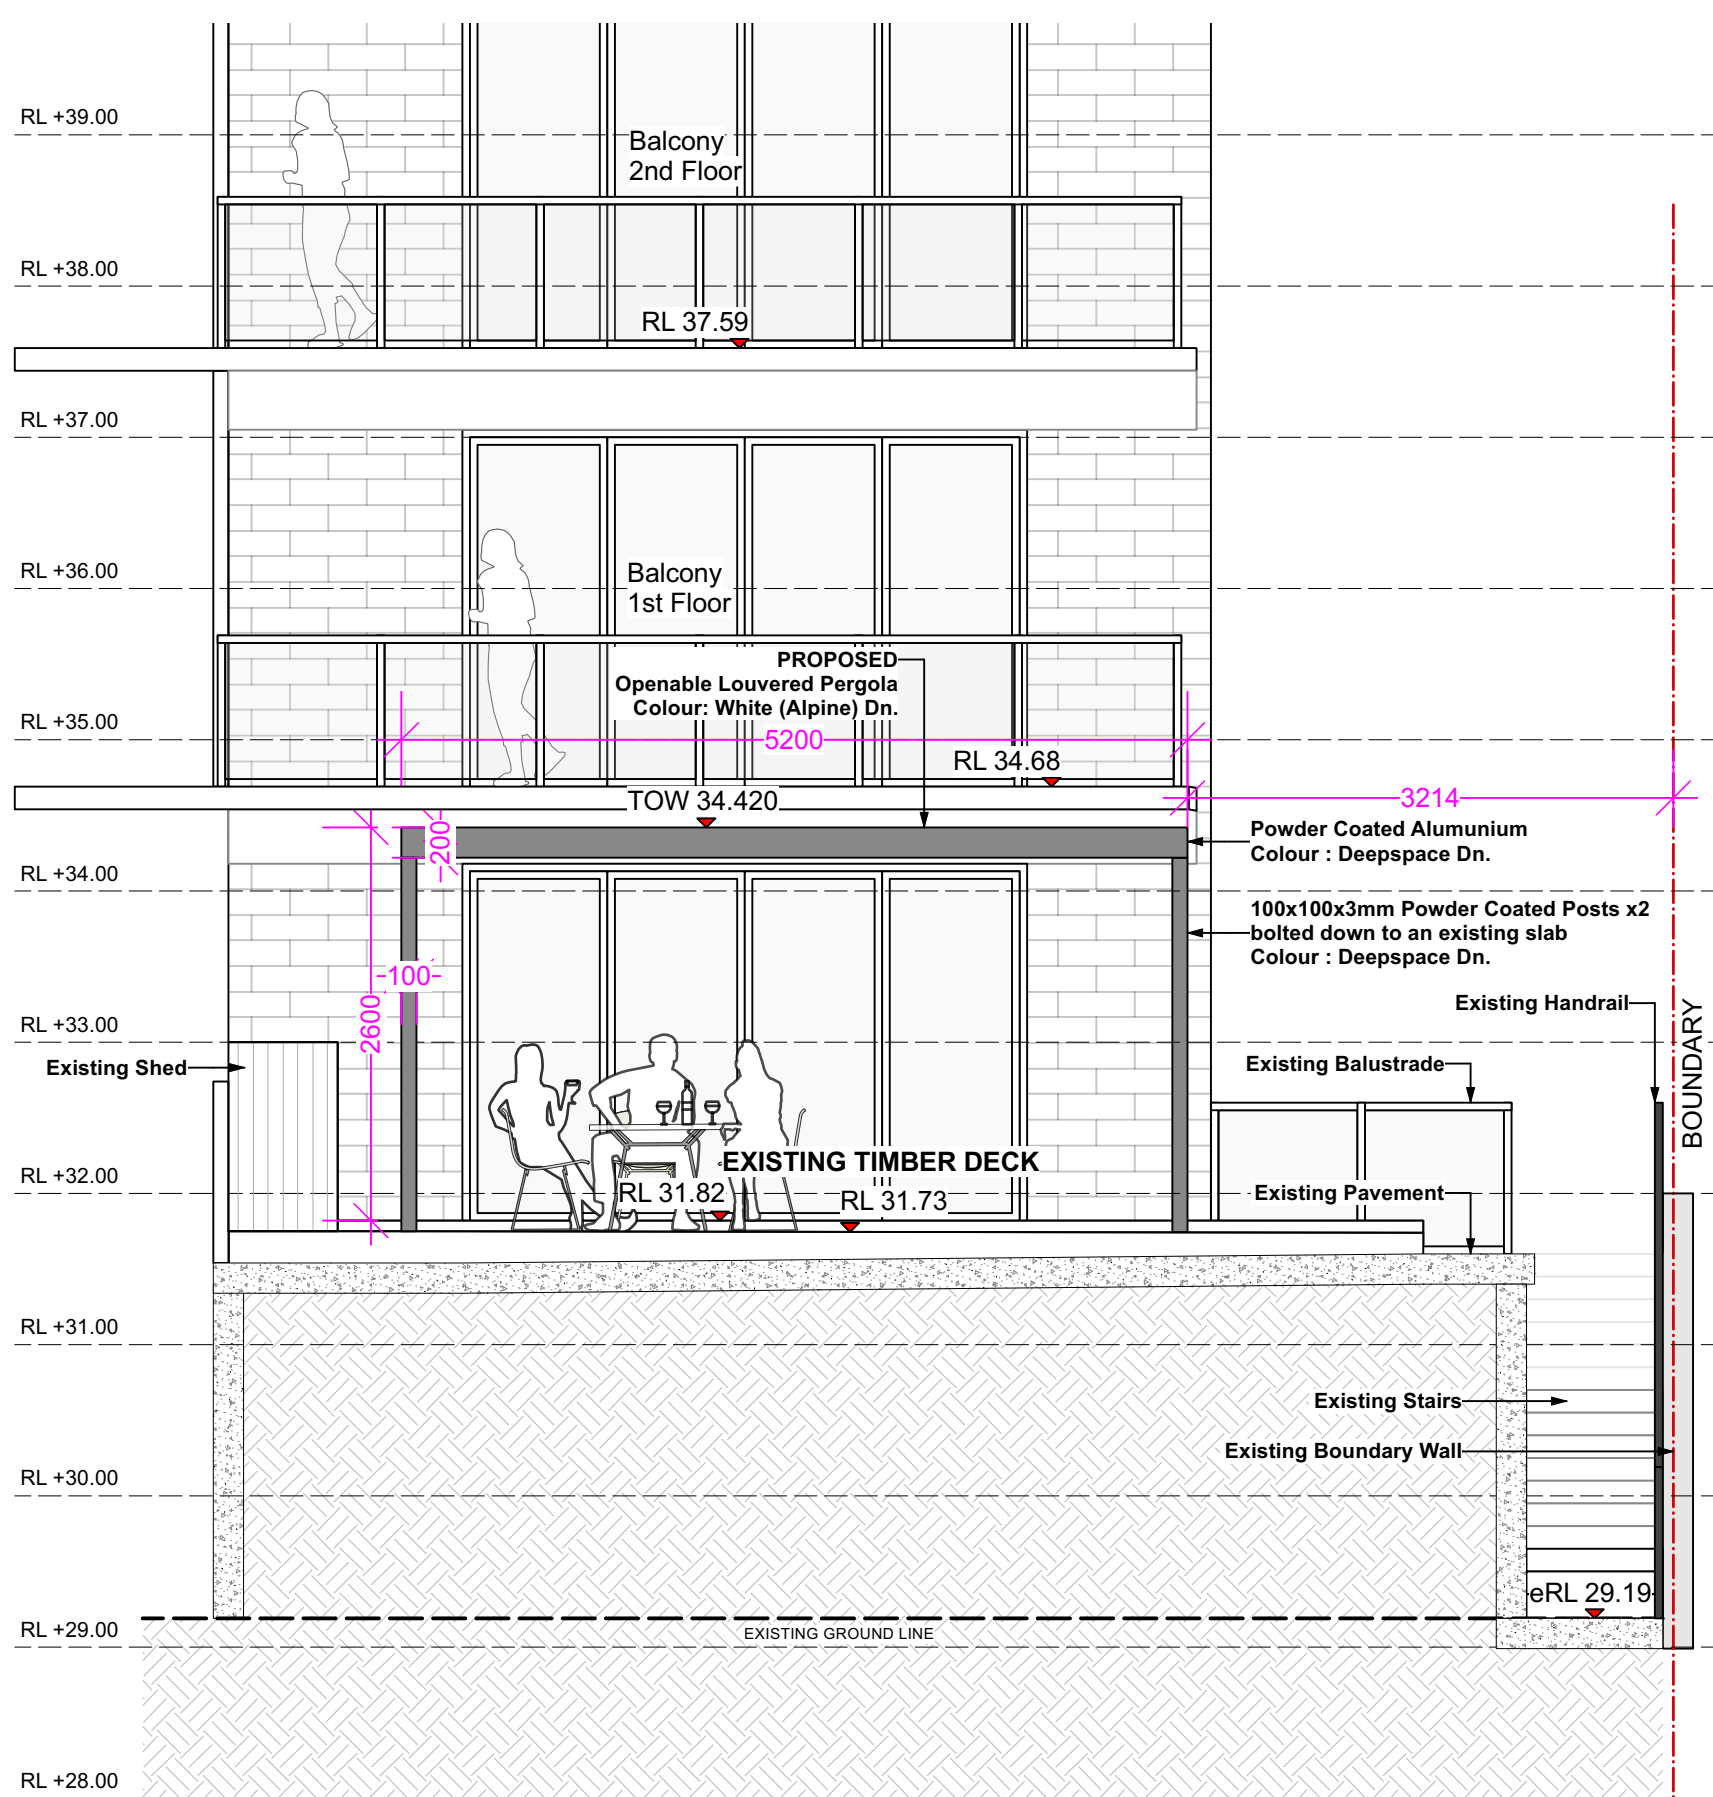 RL +39.00
Balcony
2nd Floor
RL +38.00
RL 37.59
RL +37.00
RL +36.00
Balcony
1st Floor
PROPOSED
Openable Louvered Pergola
Colour: White (Alpine) Dn.
RL +35.00
5200
RL 34.68
TOW 34.420
3214
200
Powder Coated Alumunium
Colour : Deepspace Dn.
RL +34.00
100x100x3mm Powder Coated Posts x2
bolted down to an existing slab
Colour : Deepspace Dn.
100
2600
Existing Handrail
BOUNDARY
RL +33.00
Existing Shed
Existing Balustrade
EXISTING TIMBER DECK
RL +32.00
RL 31.82
RL 31.73
Existing Pavement
RL +31.00
Existing Stairs
Existing Boundary Wall
RL +30.00
eRL 29.19
RL +29.00
EXISTING GROUND LINE
RL +28.00